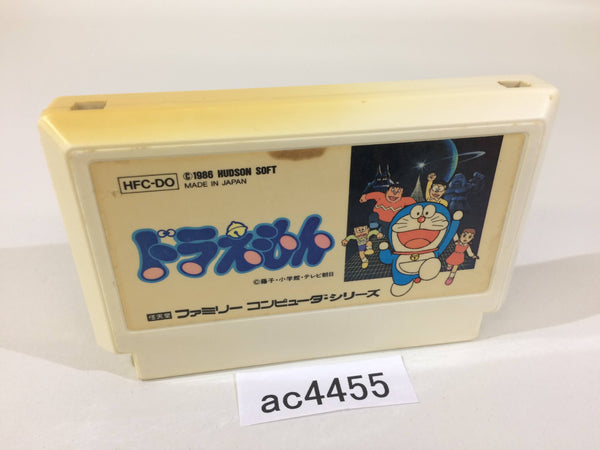 HFC-DO
©1986 HUDSON SOFT
MADE IN JAPAN
ドラえもん
©藤子・小学館・テレビ朝日
任天堂 ファミリー コンピュータ・シリーズ
ac4455